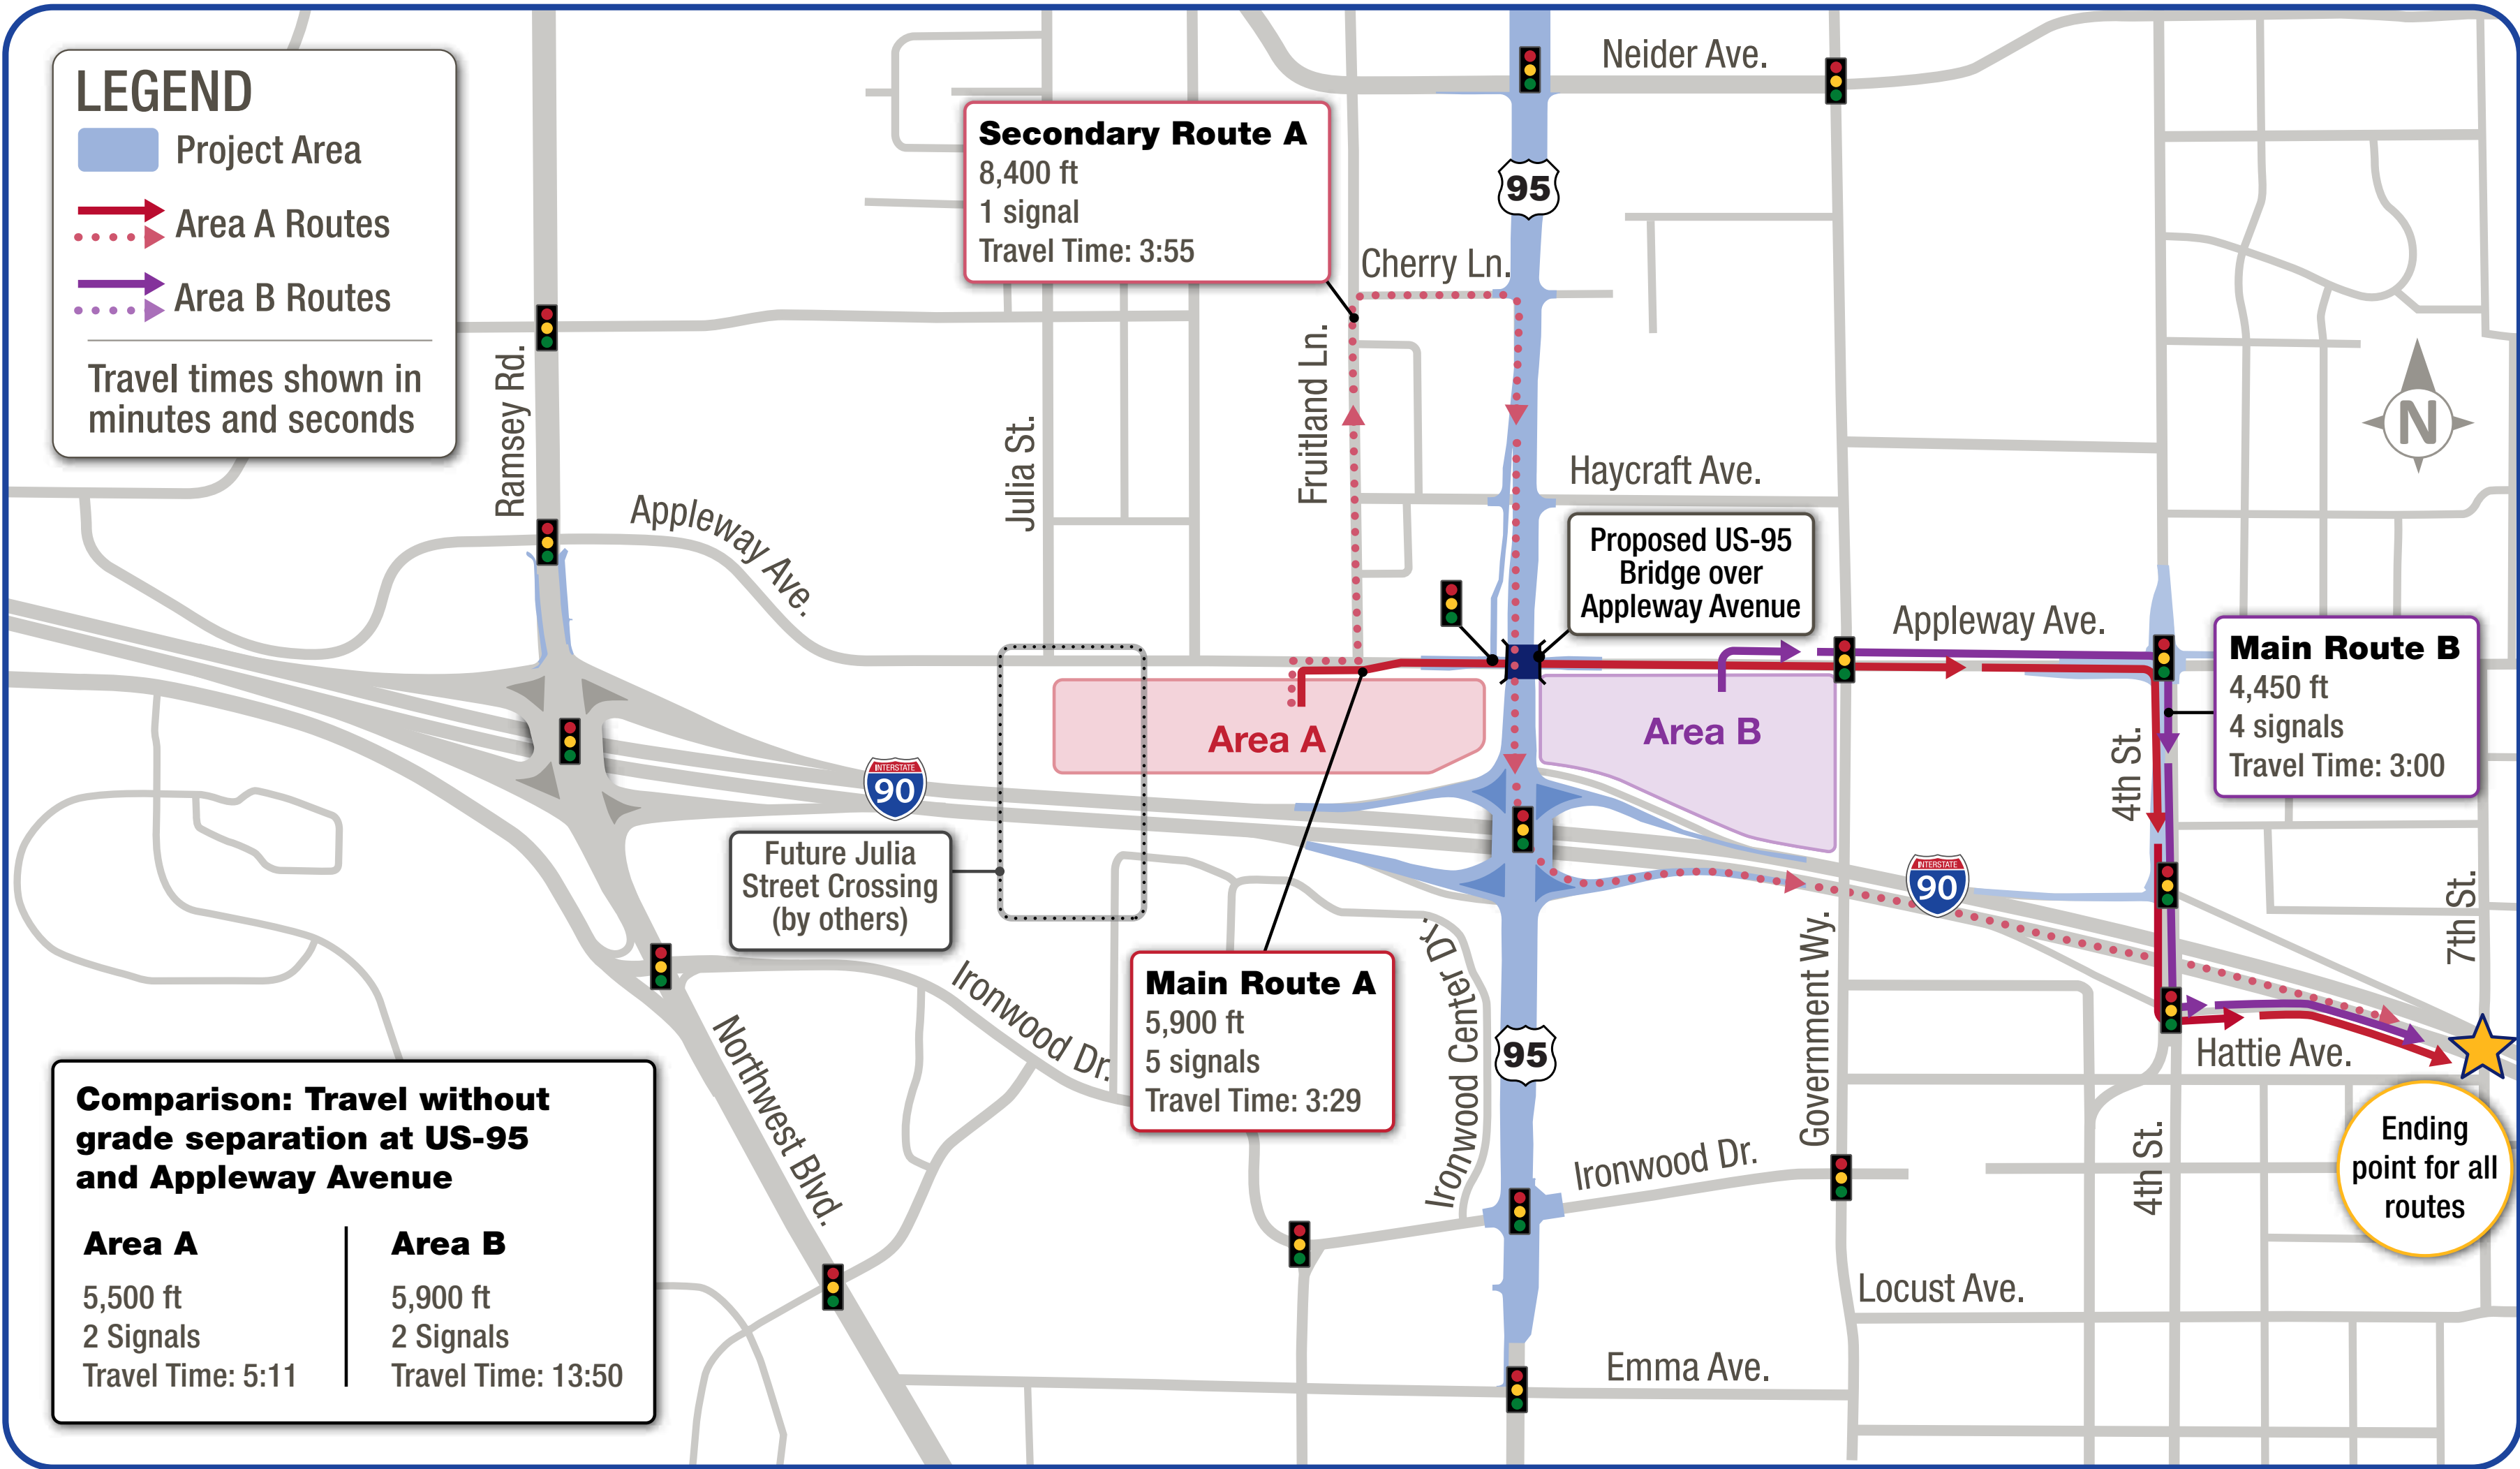 LEGEND
Project Area
Area A Routes
Area B Routes
Travel times shown in
minutes and seconds
Neider Ave.
Secondary Route A
8,400 ft
1 signal
Travel Time: 3:55
95
Cherry Ln.
Ramsey Rd.
Julia St.
Fruitland Ln.
Haycraft Ave.
N
Appleway Ave.
Proposed US-95
Bridge over
Appleway Avenue
Appleway Ave.
Main Route B
4,450 ft
4 signals
Travel Time: 3:00
Area A
Area B
4th St.
INTERSTATE
90
Future Julia
Street Crossing
(by others)
INTERSTATE
90
7th St.
Ironwood Dr.
Main Route A
5,900 ft
5 signals
Travel Time: 3:29
Ironwood Center Dr.
95
Government Wy.
Hattie Ave.
Northwest Blvd.
Ironwood Dr.
4th St.
Ending
point for all
routes
Comparison: Travel without
grade separation at US-95
and Appleway Avenue
Area A
5,500 ft
2 Signals
Travel Time: 5:11
Area B
5,900 ft
2 Signals
Travel Time: 13:50
Locust Ave.
Emma Ave.